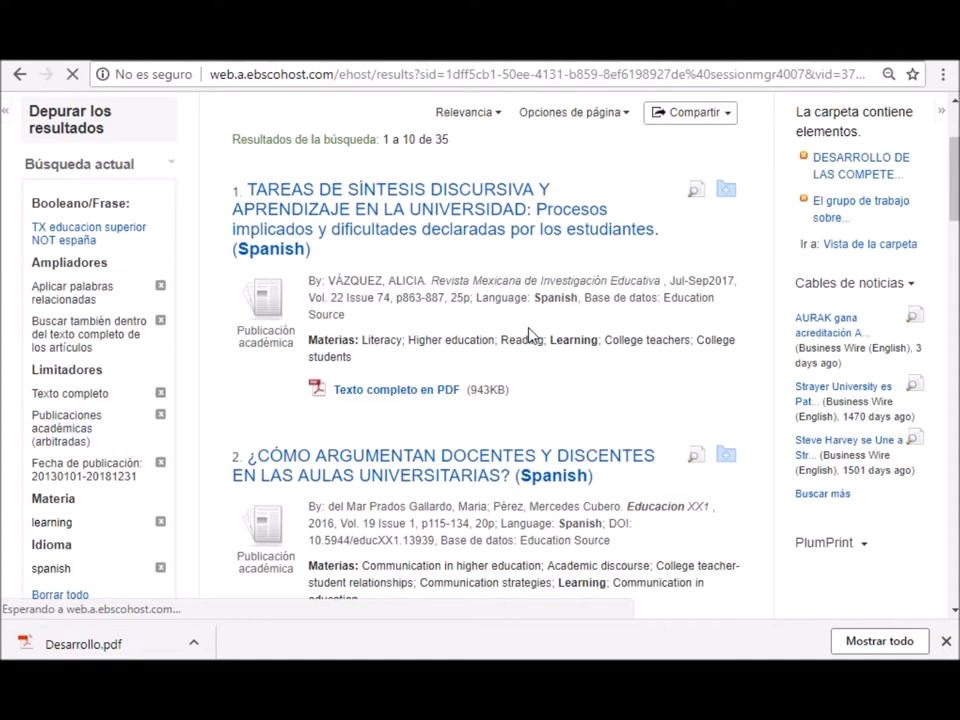 No es seguro
web.a.ebscohost.com/ehost/results?sid=1dff5cb1-50ee-4131-b859-8ef6198927de%40sessionmgr4007&vid=37...
Depurar los
resultados
Búsqueda actual
Booleano/Frase:
TX educacion superior
NOT españa
Ampliadores
Aplicar palabras
relacionadas
Buscar también dentro
del texto completo de
los artículos
Limitadores
Texto completo
Publicaciones
académicas
(arbitradas)
Fecha de publicación:
20130101-20181231
Materia
learning
Idioma
spanish
Borrar todo
Relevancia
Opciones de página
Compartir
Resultados de la búsqueda: 1 a 10 de 35
1. TAREAS DE SÍNTESIS DISCURSIVA Y
APRENDIZAJE EN LA UNIVERSIDAD: Procesos
implicados y dificultades declaradas por los estudiantes.
(Spanish)
Publicación
académica
By: VÁZQUEZ, ALICIA. Revista Mexicana de Investigación Educativa , Jul-Sep2017,
Vol. 22 Issue 74, p863-887, 25p; Language: Spanish, Base de datos: Education
Source
Materias: Literacy; Higher education; Reading; Learning; College teachers; College
students
Texto completo en PDF (943KB)
2. ¿CÓMO ARGUMENTAN DOCENTES Y DISCENTES
EN LAS AULAS UNIVERSITARIAS? (Spanish)
Publicación
académica
By: del Mar Prados Gallardo, Maria; Pérez, Mercedes Cubero. Educacion XX1 ,
2016, Vol. 19 Issue 1, p115-134, 20p; Language: Spanish; DOI:
10.5944/educXX1.13939, Base de datos: Education Source
Materias: Communication in higher education; Academic discourse; College teacher-
student relationships; Communication strategies; Learning; Communication in
education
La carpeta contiene
elementos.
DESARROLLO DE
LAS COMPETE...
El grupo de trabajo
sobre...
Ir a: Vista de la carpeta
Cables de noticias
AURAK gana
acreditación A...
(Business Wire (English), 3
days ago)
Strayer University es
Pat... (Business Wire
(English), 1470 days ago)
Steve Harvey se Une a
Str... (Business Wire
(English), 1501 days ago)
Buscar más
PlumPrint
Esperando a web.a.ebscohost.com...
Desarrollo.pdf
Mostrar todo